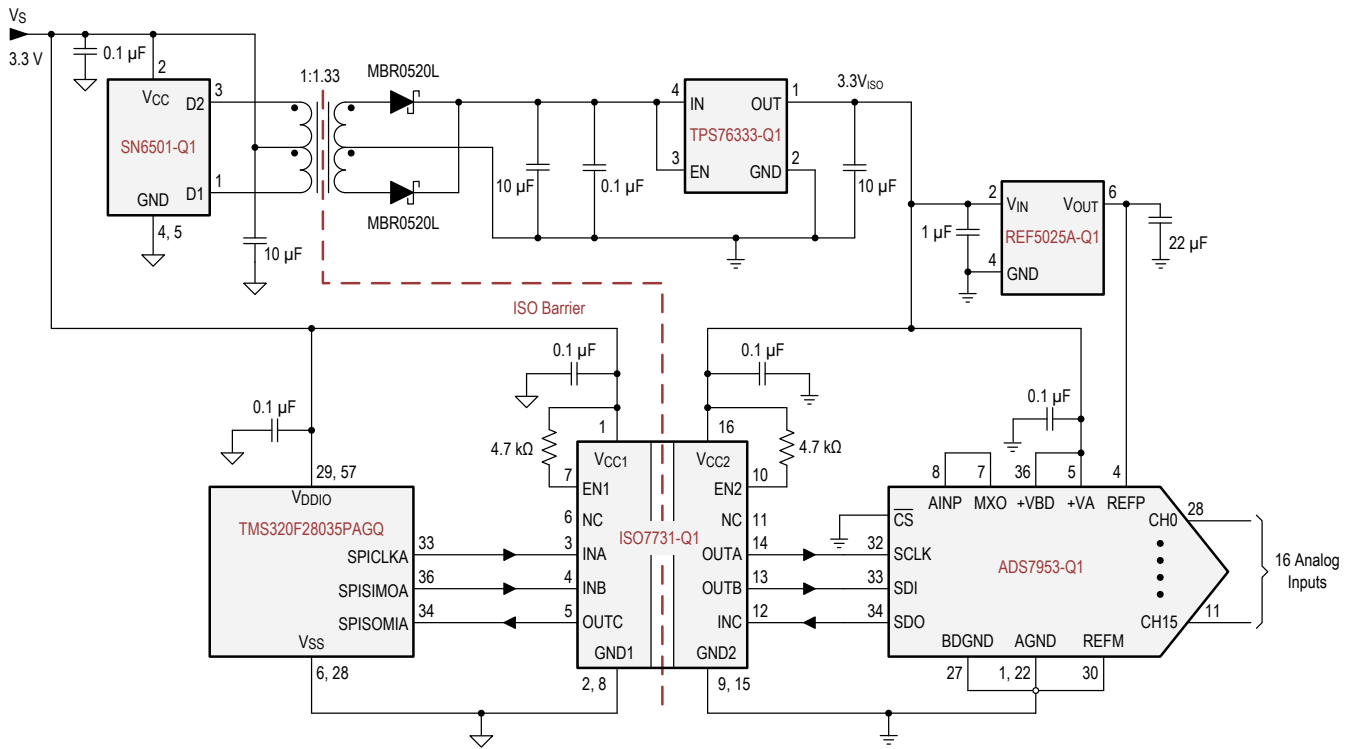 VS
3.3 V
0.1 µF
2
VCC
3
D2
SN6501-Q1
D1
1
GND
4, 5
10 µF
1:1.33
MBR0520L
MBR0520L
10 µF
0.1 µF
4
IN
OUT
1
TPS76333-Q1
3
EN
GND
2
3.3VISO
10 µF
2
VIN
VOUT
6
REF5025A-Q1
1 µF
4
GND
22 µF
ISO Barrier
0.1 µF
0.1 µF
0.1 µF
0.1 µF
4.7 kΩ
1
16
4.7 kΩ
29, 57
VDDIO
TMS320F28035PAGQ
SPICLKA
33
SPISIMOA
36
SPISOMIA
34
VSS
6, 28
VCC1
VCC2
7
EN1
EN2
10
6
NC
NC
11
ISO7731-Q1
3
INA
OUTA
14
4
INB
OUTB
13
5
OUTC
INC
12
GND1
GND2
2, 8
9, 15
8
7
36
5
4
AINP
MXO
+VBD
+VA
REFP
CS
32
SCLK
33
SDI
34
SDO
ADS7953-Q1
CH0
28
CH15
11
16 Analog
Inputs
BDGND
AGND
REFM
27
1, 22
30